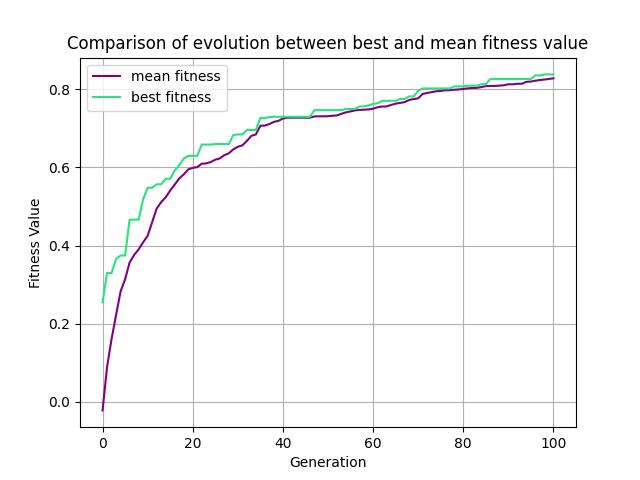 Comparison of evolution between best and mean fitness value
mean fitness
best fitness
Fitness Value
0.8
0.6
0.4
0.2
0.0
0 20 40 60 80 100
Generation